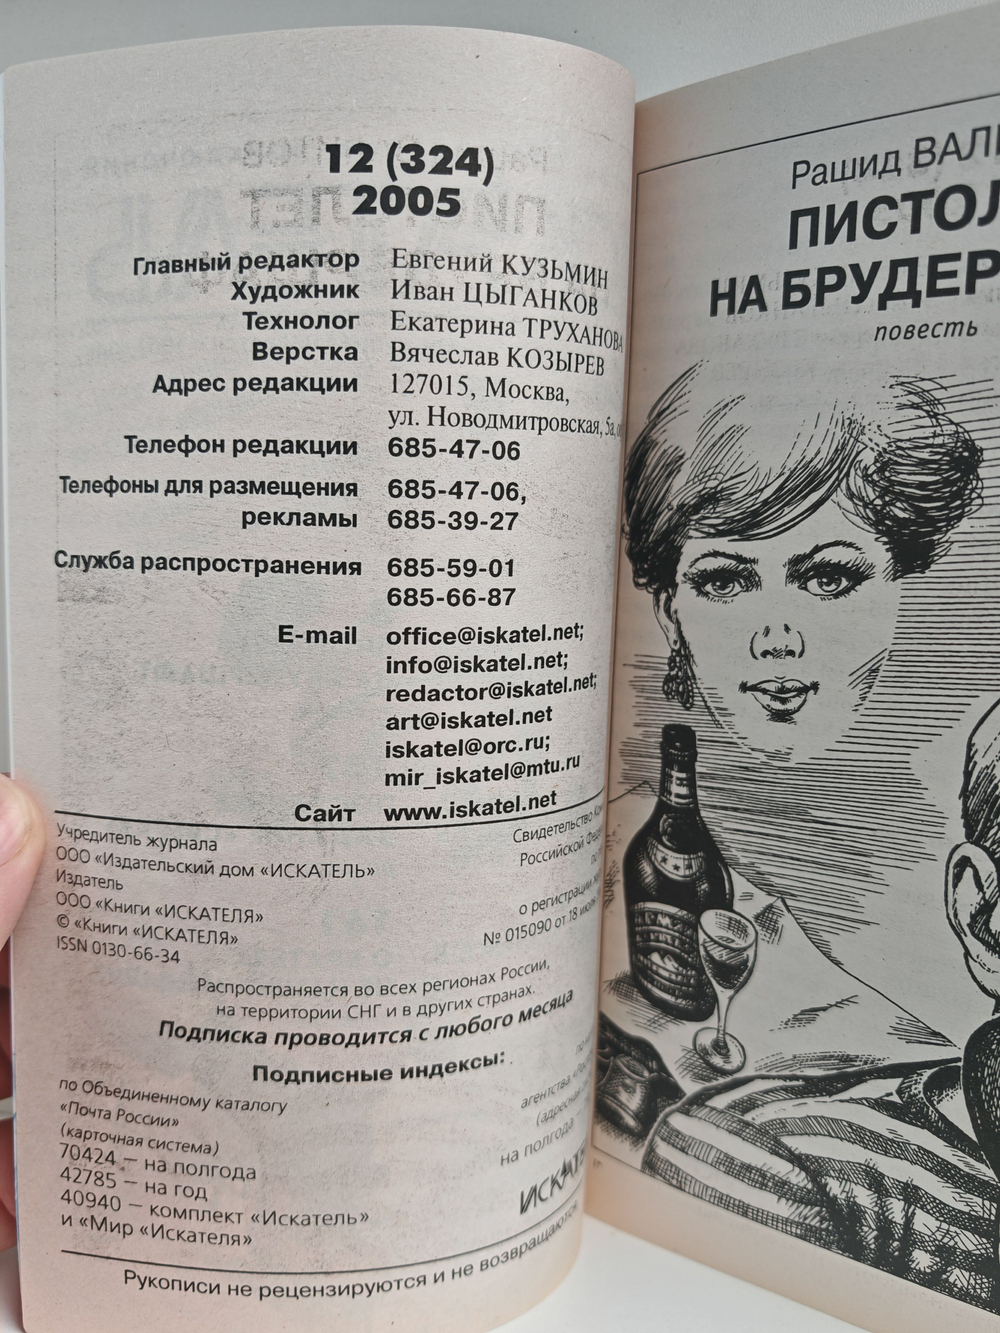 12 (324)
2005
Главный редактор Евгений КУЗЬМИН
Художник Иван ЦЫГАНКОВ
Технолог Екатерина ТРУХАНОВА
Верстка Вячеслав КОЗЫРЕВ
Адрес редакции 127015, Москва,
ул. Новодмитровская, 5а,
Телефон редакции 685-47-06
Телефоны для размещения 685-47-06,
рекламы 685-39-27
Служба распространения 685-59-01
685-66-87
E-mail office@iskatel.net;
info@iskatel.net;
redactor@iskatel.net;
art@iskatel.net
iskatel@orc.ru;
mir_iskatel@mtu.ru
Сайт www.iskatel.net
Учредитель журнала
ООО «Издательский дом «ИСКАТЕЛЬ»
Издатель
ООО «Книги «ИСКАТЕЛЯ»
© «Книги «ИСКАТЕЛЯ»
ISSN 0130-66-34
Свидетельство
Российской
о регистрации
№ 015090 от 18
Распространяется во всех регионах России,
на территории СНГ и в других странах.
Подписка проводится с любого месяца
Подписные индексы:
по Объединенному каталогу
«Почта России»
(карточная система)
70424 — на полгода
42785 — на год
40940 — комплект «Искатель»
и «Мир «Искателя»
агентства
(адресная
на полгода
Рукописи не рецензируются и не возвращаются
Рашид ВАЛ
ПИСТОЛ
НА БРУДЕР
повесть